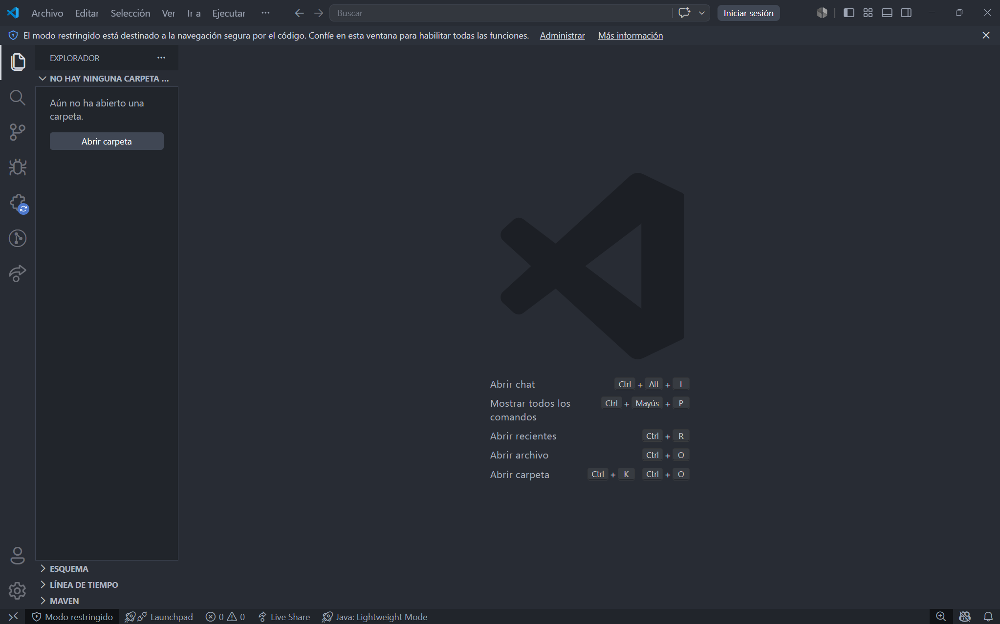 Archivo Editar Selección Ver Ir a Ejecutar ··· Buscar Iniciar sesión
El modo restringido está destinado a la navegación segura por el código. Confíe en esta ventana para habilitar todas las funciones. Administrar Más información
EXPLORADOR ···
NO HAY NINGUNA CARPETA ...
Aún no ha abierto una
carpeta.
Abrir carpeta
Abrir chat Ctrl + Alt + I
Mostrar todos los Ctrl + Mayús + P
comandos
Abrir recientes Ctrl + R
Abrir archivo Ctrl + O
Abrir carpeta Ctrl + K Ctrl + O
ESQUEMA
LÍNEA DE TIEMPO
MAVEN
Modo restringido Launchpad 0 0 Live Share Java: Lightweight Mode